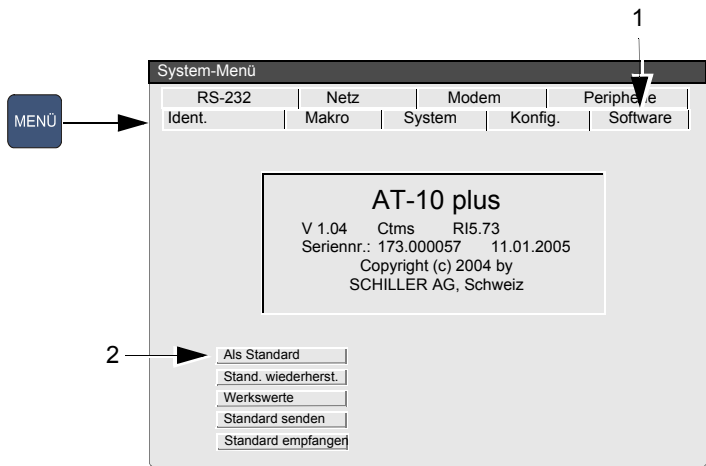 1
System-Menü
RS-232 Netz Modem Peripherie
MENÜ
Ident. Makro System Konfig. Software
AT-10 plus
V 1.04 Ctms RI5.73
Seriennr.: 173.000057 11.01.2005
Copyright (c) 2004 by
SCHILLER AG, Schweiz
2
Als Standard
Stand. wiederherst.
Werkswerte
Standard senden
Standard empfangen